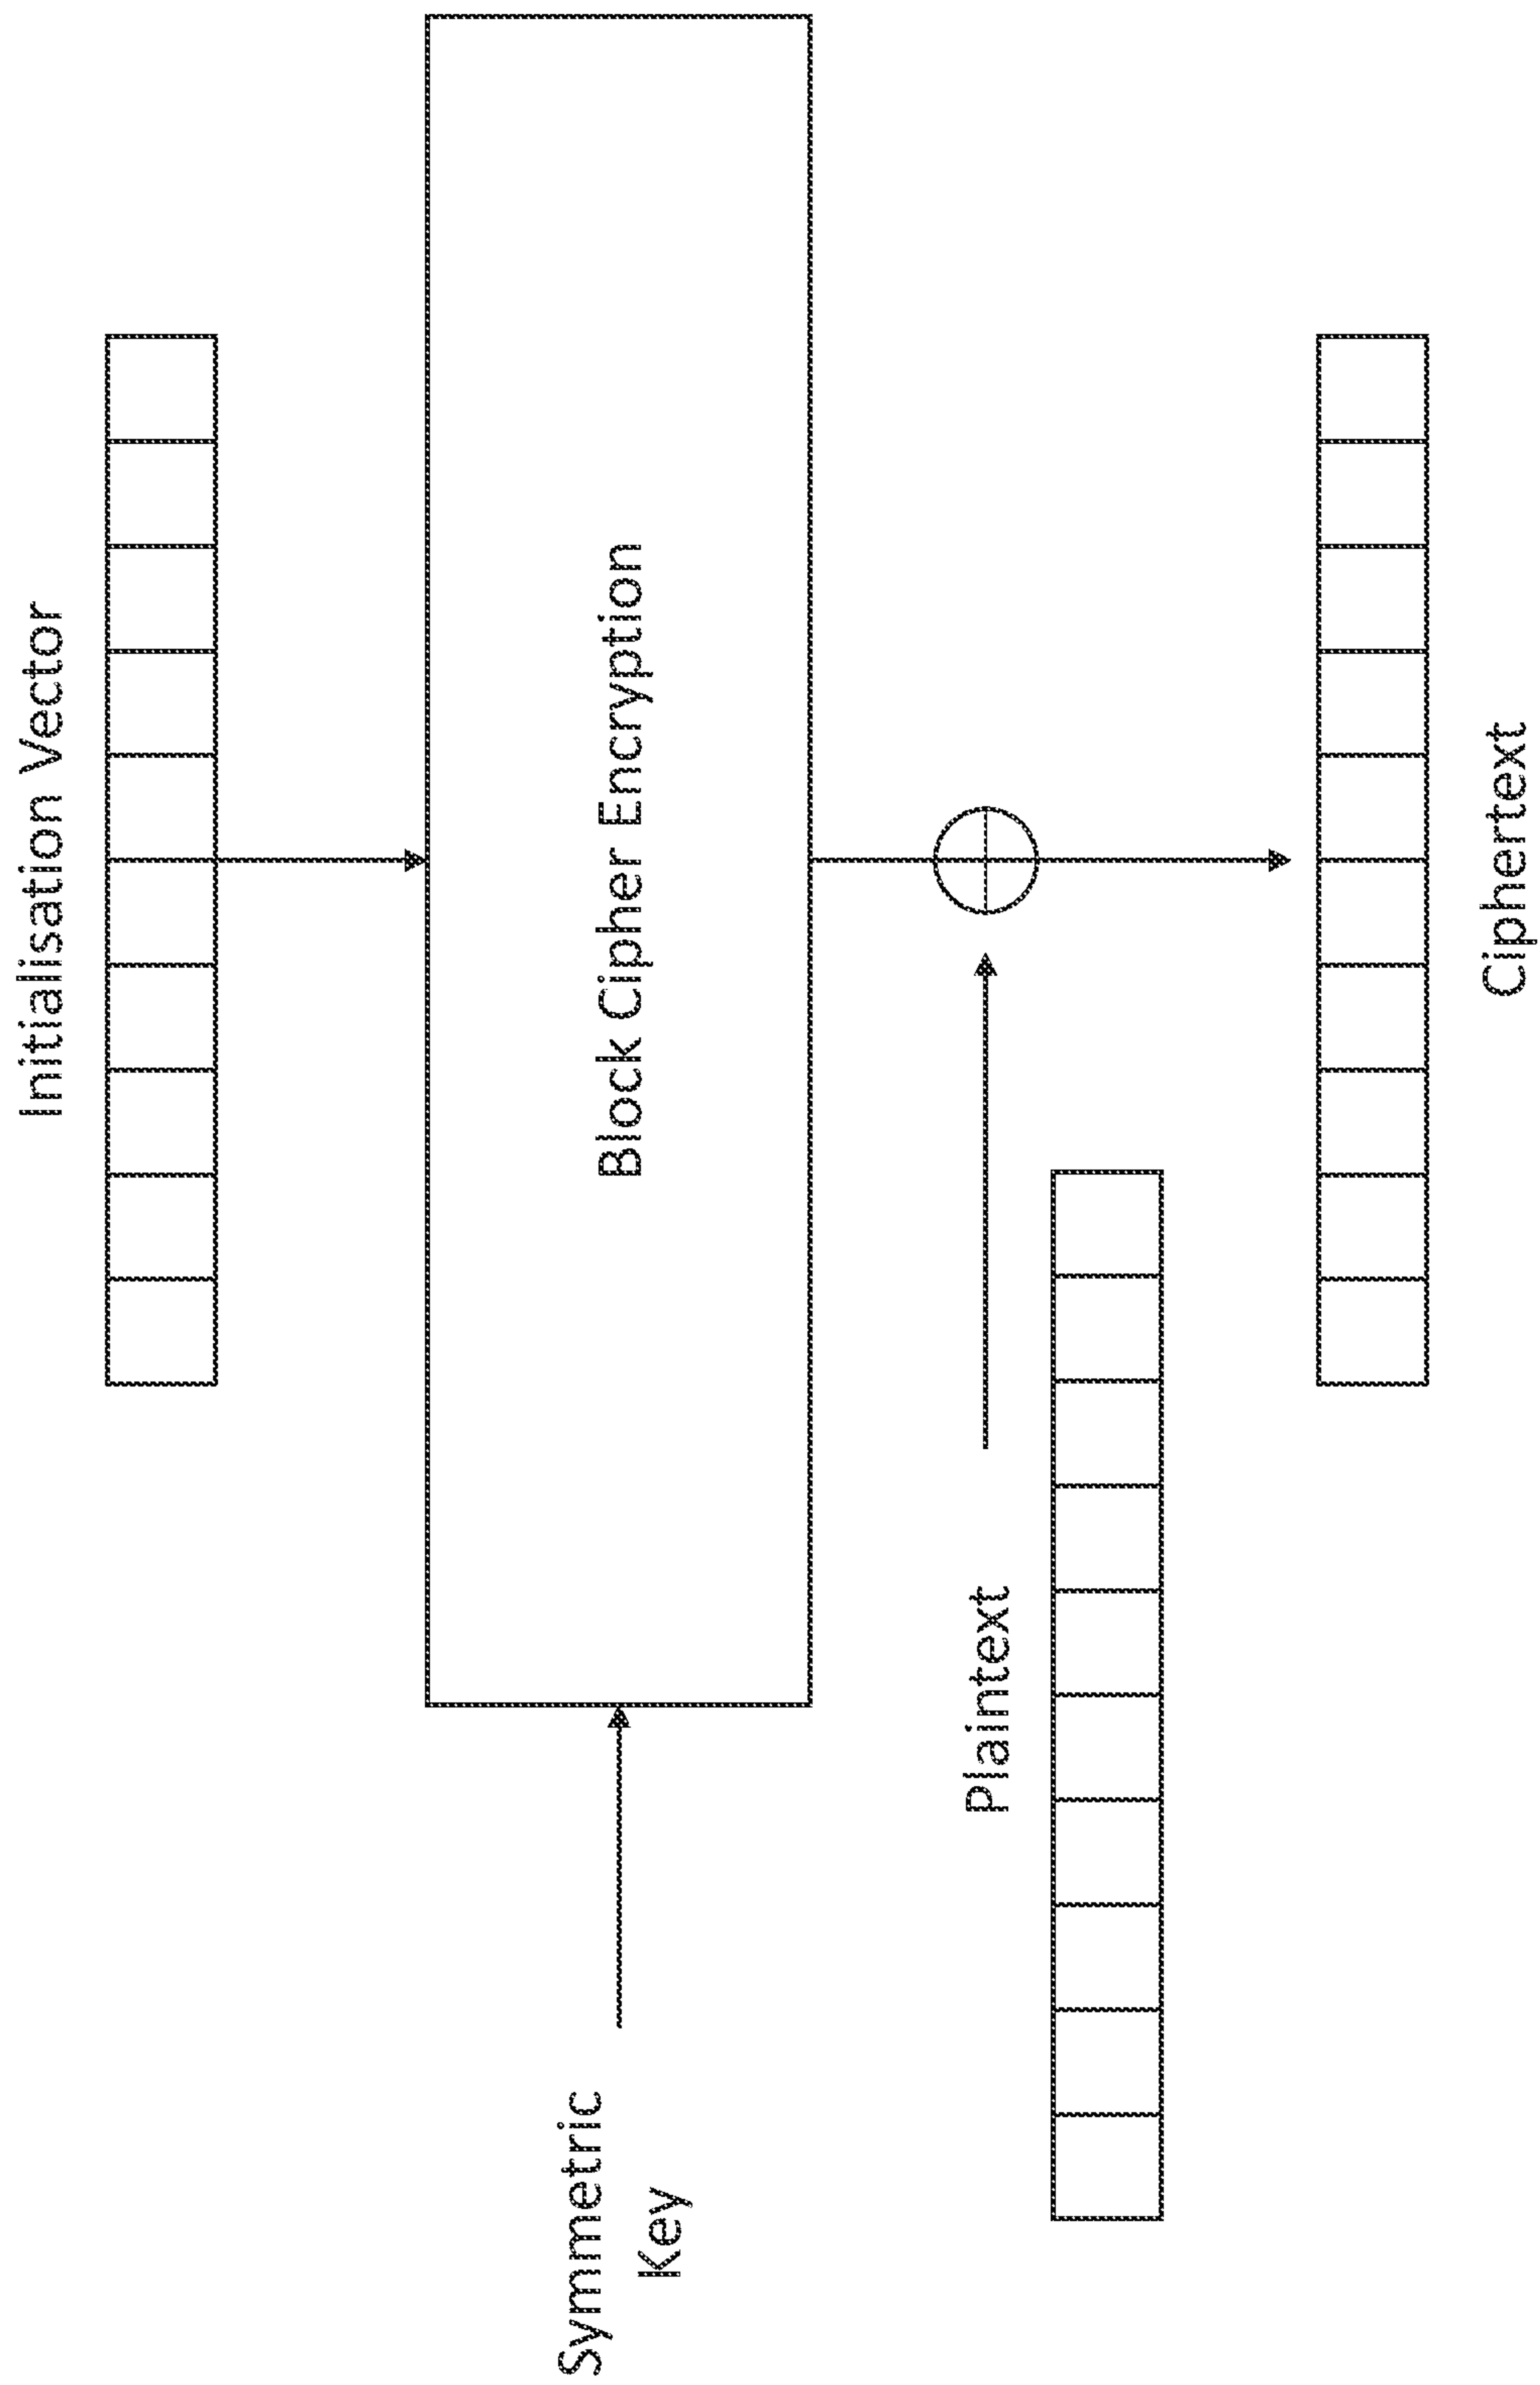 Initialisation Vector
Block Cipher Encryption
Symmetric
Key
Plaintext
Ciphertext